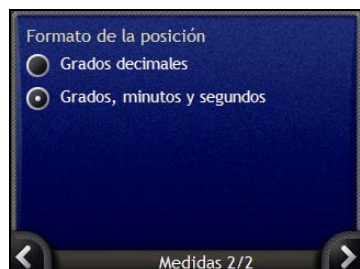 Formato de la posición
Grados decimales
Grados, minutos y segundos
Medidas 2/2